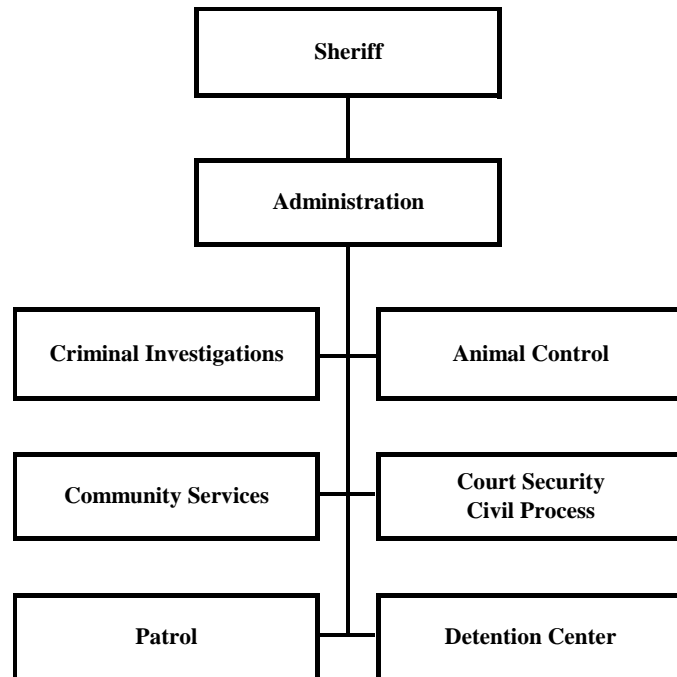 Sheriff
Administration
Criminal Investigations
Animal Control
Community Services
Court Security
Civil Process
Patrol
Detention Center